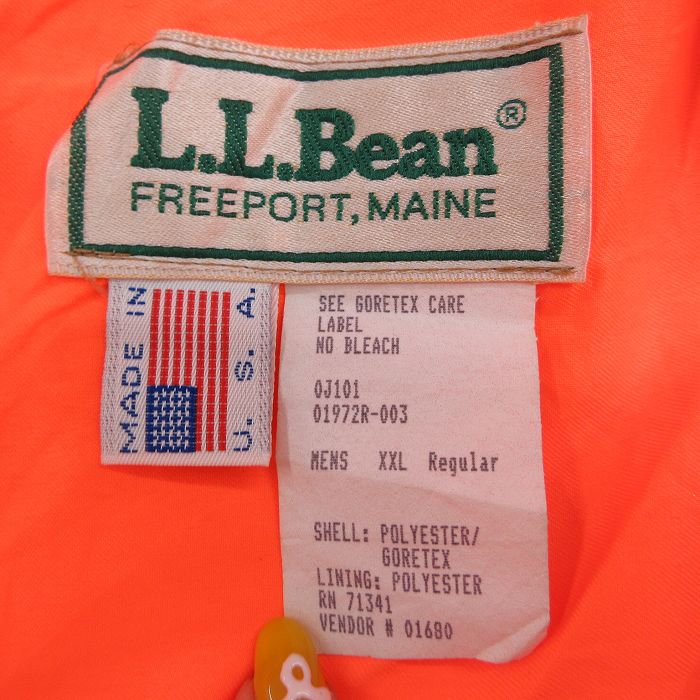 L.L.Bean®
FREEPORT, MAINE
MADE IN
U. S. A.
SEE GORETEX CARE
LABEL
NO BLEACH
0J101
01972R-003
MENS XXL Regular
SHELL: POLYESTER/
GORETEX
LINING: POLYESTER
RN 71341
VENDOR # 01680